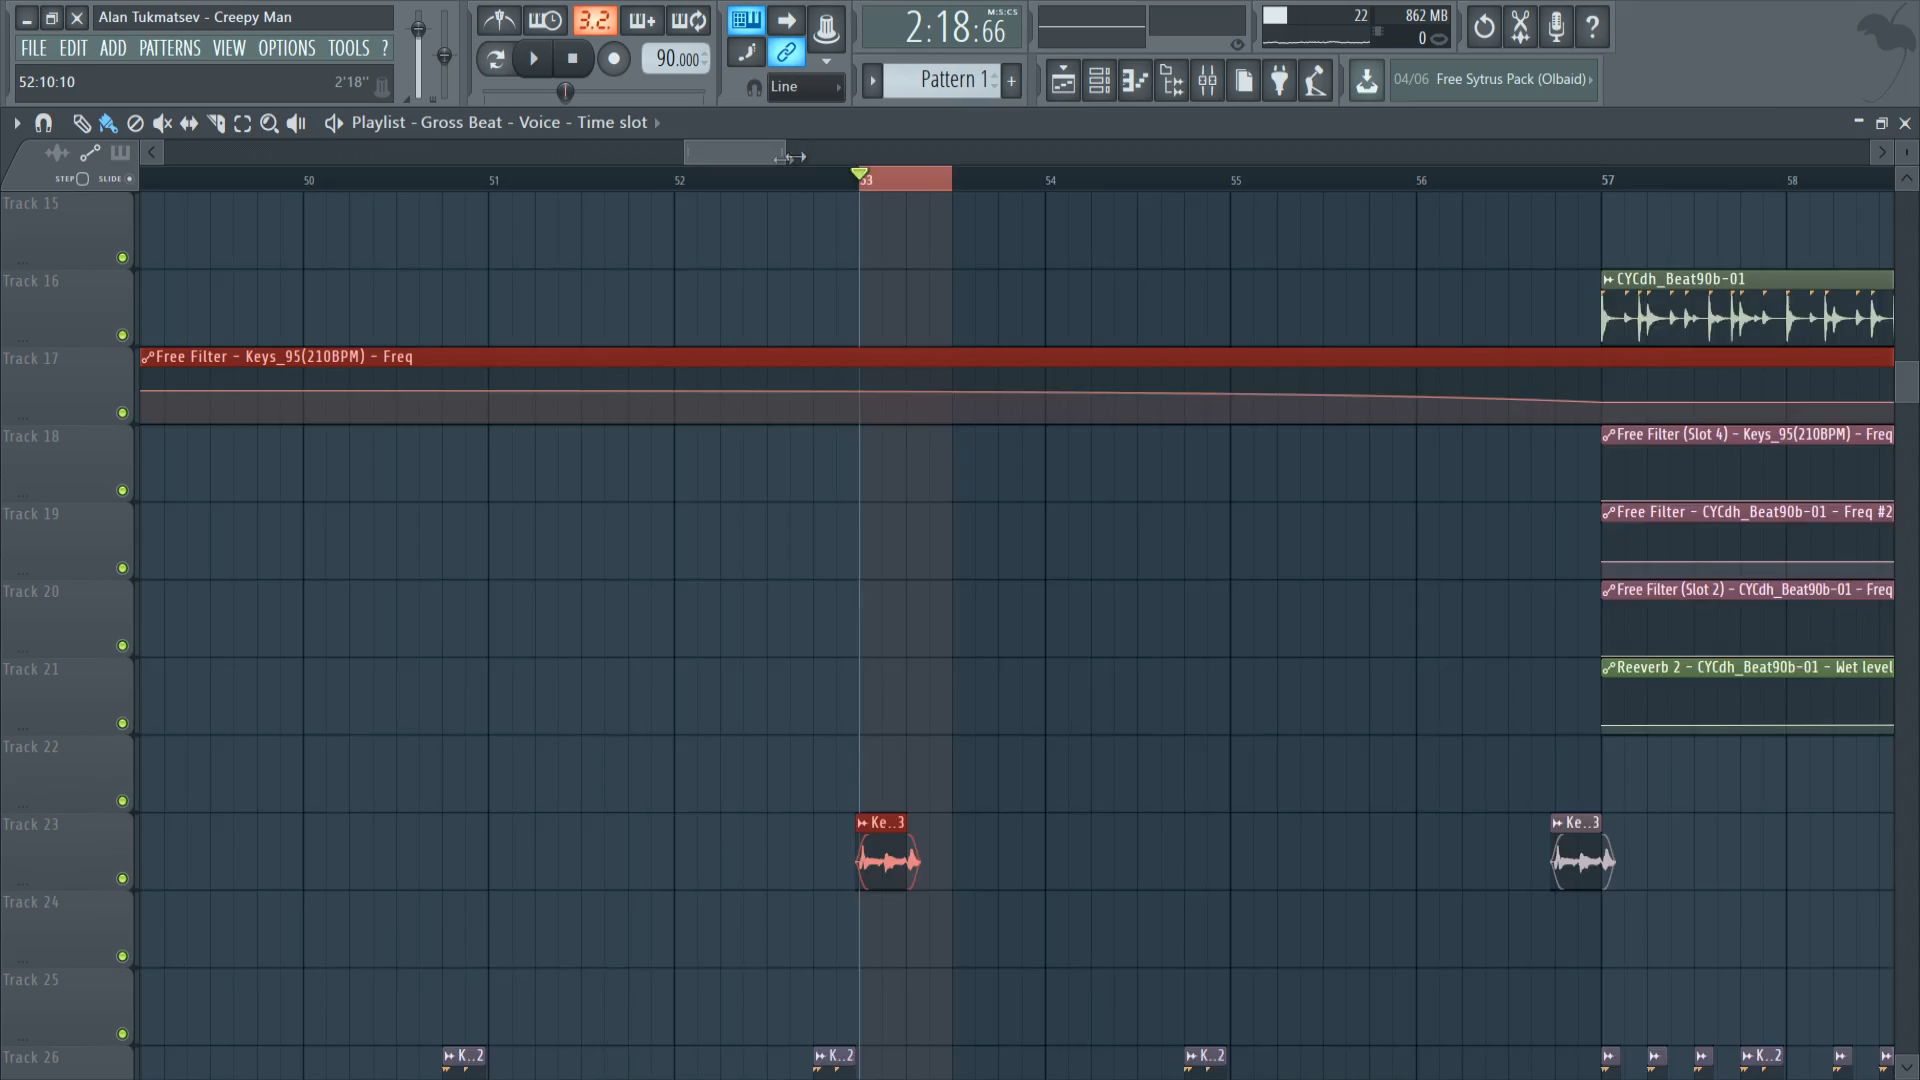 Alan Tukmatsev - Creepy Man
FILE EDIT ADD PATTERNS VIEW OPTIONS TOOLS ?
52:10:10 2'18''
3.2.
90.000
Line
2:18:66 M:S:CS
Pattern 1
22 862 MB
0
04/06 Free Sytrus Pack (Olbaid)
Playlist - Gross Beat - Voice - Time slot
STEP SLIDE
50 51 52 53 54 55 56 57 58
Track 15
Track 16
CYCdh_Beat90b-01
Track 17
Free Filter - Keys_95(210BPM) - Freq
Track 18
Free Filter (Slot 4) - Keys_95(210BPM) - Freq
Track 19
Free Filter - CYCdh_Beat90b-01 - Freq #2
Track 20
Free Filter (Slot 2) - CYCdh_Beat90b-01 - Freq
Track 21
Reeverb 2 - CYCdh_Beat90b-01 - Wet level
Track 22
Track 23
Ke..3 Ke..3
Track 24
Track 25
Track 26
K..2 K..2 K..2 K..2